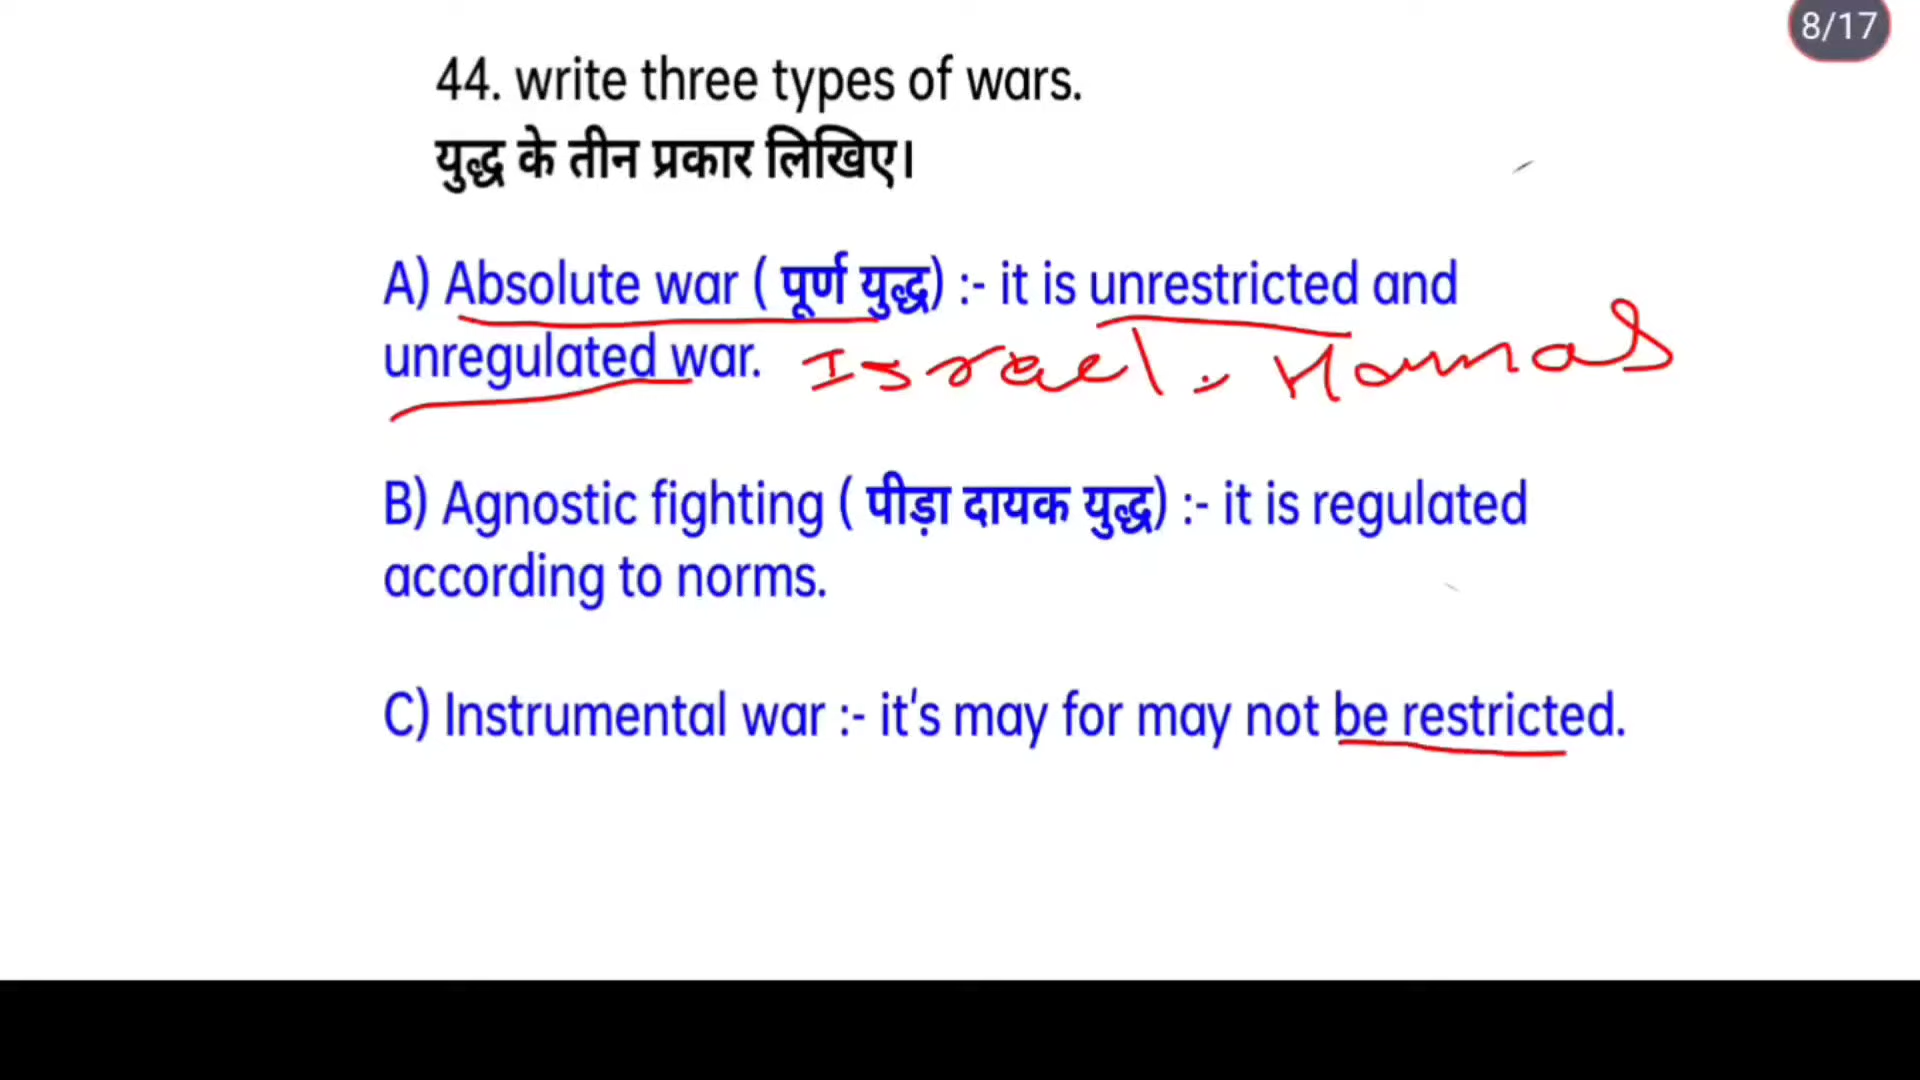 8/17
44. write three types of wars.
युद्ध के तीन प्रकार लिखिए।
A) Absolute war ( पूर्ण युद्ध) :- it is unrestricted and
unregulated war. Israel - Hamas
B) Agnostic fighting ( पीड़ा दायक युद्ध) :- it is regulated
according to norms.
C) Instrumental war :- it's may for may not be restricted.